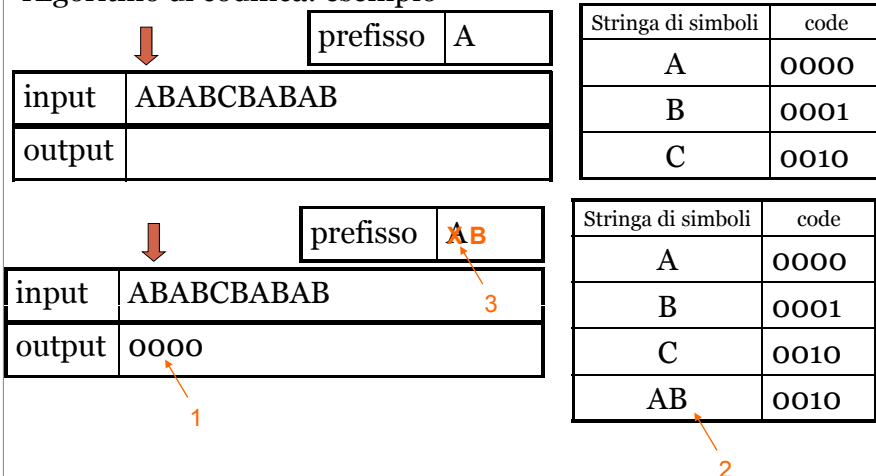 Algoritmo di codifica: esempio
prefisso A
input ABABCBABAB
output
Stringa di simboli code
A 0000
B 0001
C 0010
prefisso A X B
input ABABCBABAB
output 0000
3
1
Stringa di simboli code
A 0000
B 0001
C 0010
AB 0010
2